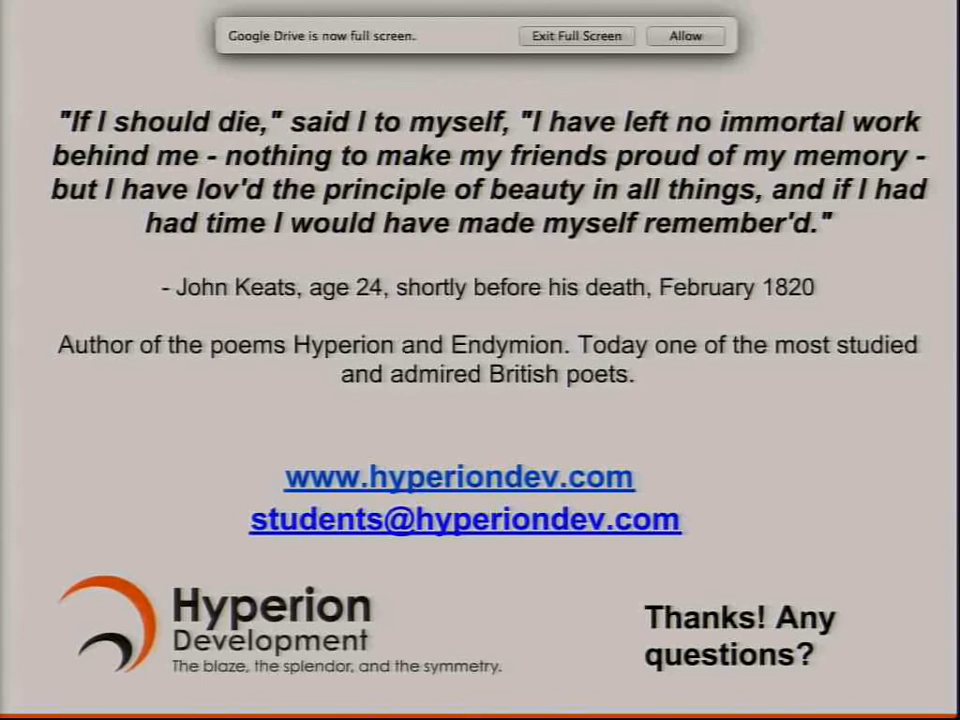 Google Drive is now full screen.
Exit Full Screen
Allow
"If I should die," said I to myself, "I have left no immortal work
behind me - nothing to make my friends proud of my memory -
but I have lov'd the principle of beauty in all things, and if I had
had time I would have made myself remember'd."
- John Keats, age 24, shortly before his death, February 1820
Author of the poems Hyperion and Endymion. Today one of the most studied
and admired British poets.
www.hyperiondev.com
students@hyperiondev.com
Hyperion
Development
The blaze, the splendor, and the symmetry.
Thanks! Any
questions?